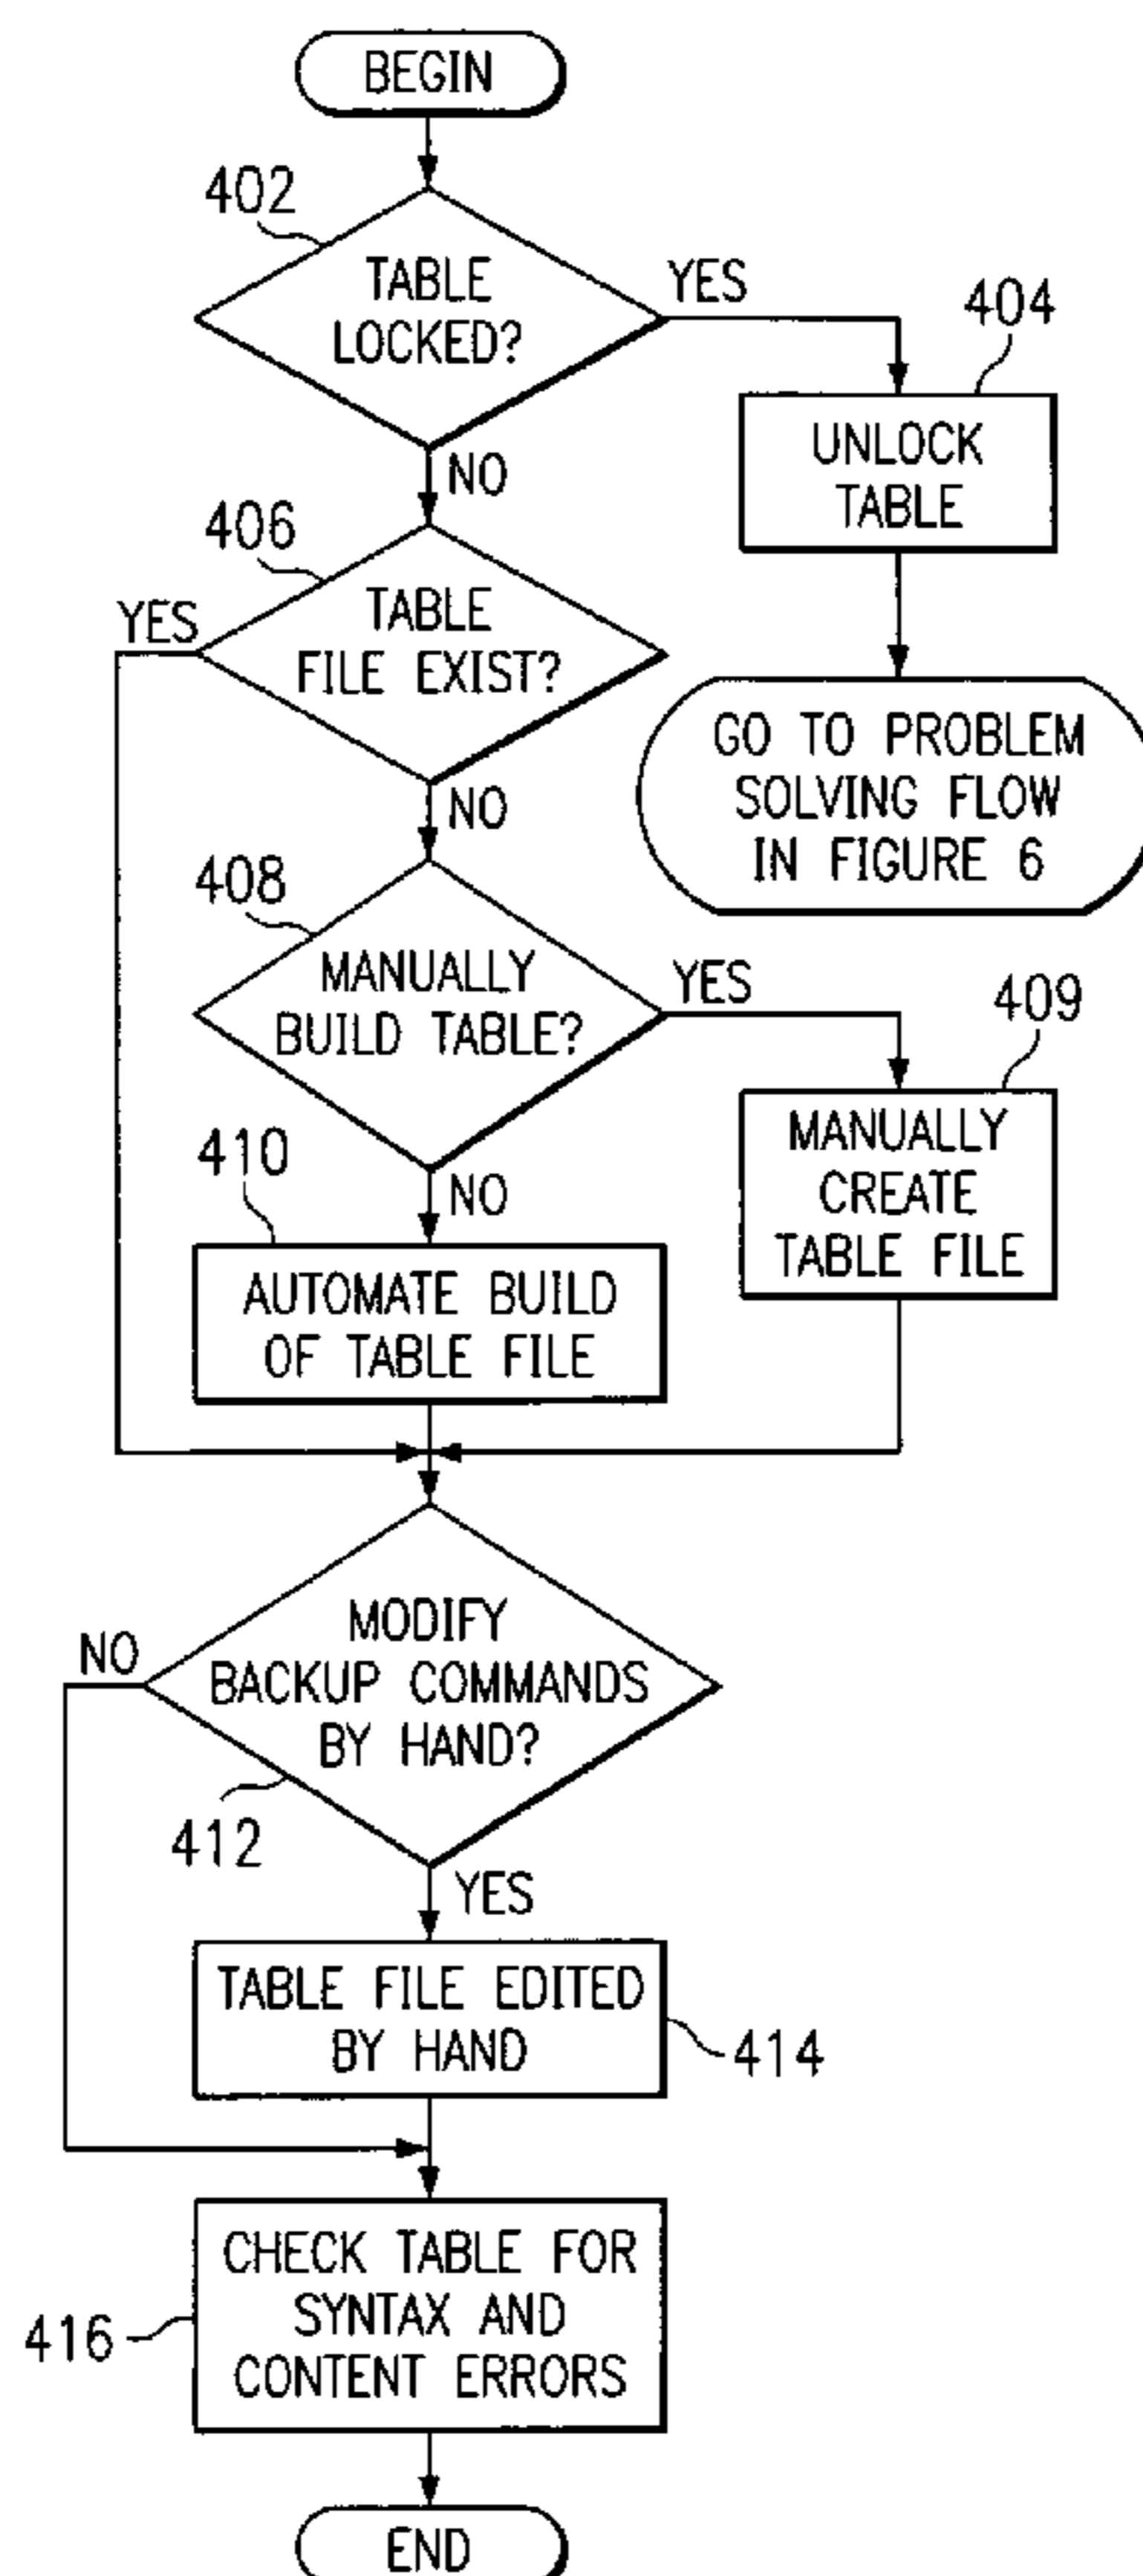 BEGIN
402
TABLE
LOCKED?
YES
404
UNLOCK
TABLE
NO
406
YES
TABLE
FILE EXIST?
GO TO PROBLEM
SOLVING FLOW
IN FIGURE 6
NO
408
MANUALLY
BUILD TABLE?
YES
409
MANUALLY
CREATE
TABLE FILE
NO
410
AUTOMATE BUILD
OF TABLE FILE
MODIFY
BACKUP COMMANDS
BY HAND?
NO
412
YES
TABLE FILE EDITED
BY HAND
414
CHECK TABLE FOR
SYNTAX AND
CONTENT ERRORS
416
END